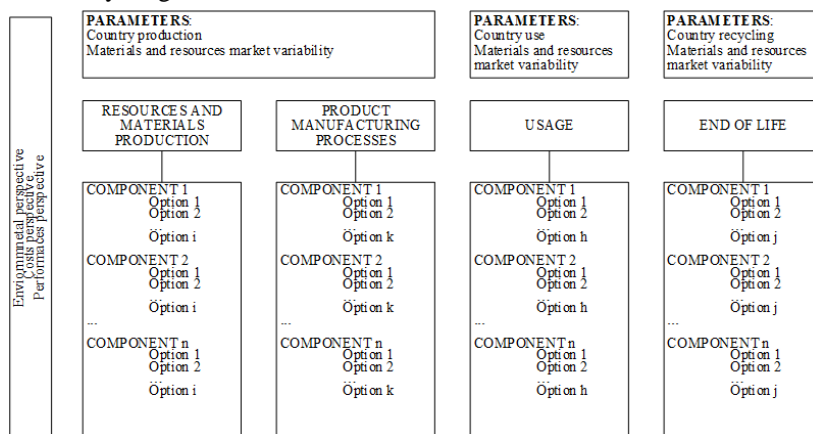 PARAMETERS:
Country production
Materials and resources market variability
PARAMETERS:
Country use
Materials and resources
market variability
PARAMETERS:
Country recycling
Materials and resources
market variability
Enviommnetal perspective
Costs perspective
Performaces perspective
RESOURCES AND
MATERIALS
PRODUCTION
PRODUCT
MANUFACTURING
PROCESSES
USAGE
END OF LIFE
COMPONENT 1
Option 1
Option 2
...
Option i
COMPONENT 2
Option 1
Option 2
...
Option i
...
COMPONENT n
Option 1
Option 2
...
Option i
COMPONENT 1
Option 1
Option 2
...
Option k
COMPONENT 2
Option 1
Option 2
...
Option k
...
COMPONENT n
Option 1
Option 2
...
Option k
COMPONENT 1
Option 1
Option 2
...
Option h
COMPONENT 2
Option 1
Option 2
...
Option h
...
COMPONENT n
Option 1
Option 2
...
Option h
COMPONENT 1
Option 1
Option 2
...
Option j
COMPONENT 2
Option 1
Option 2
...
Option j
...
COMPONENT n
Option 1
Option 2
...
Option j